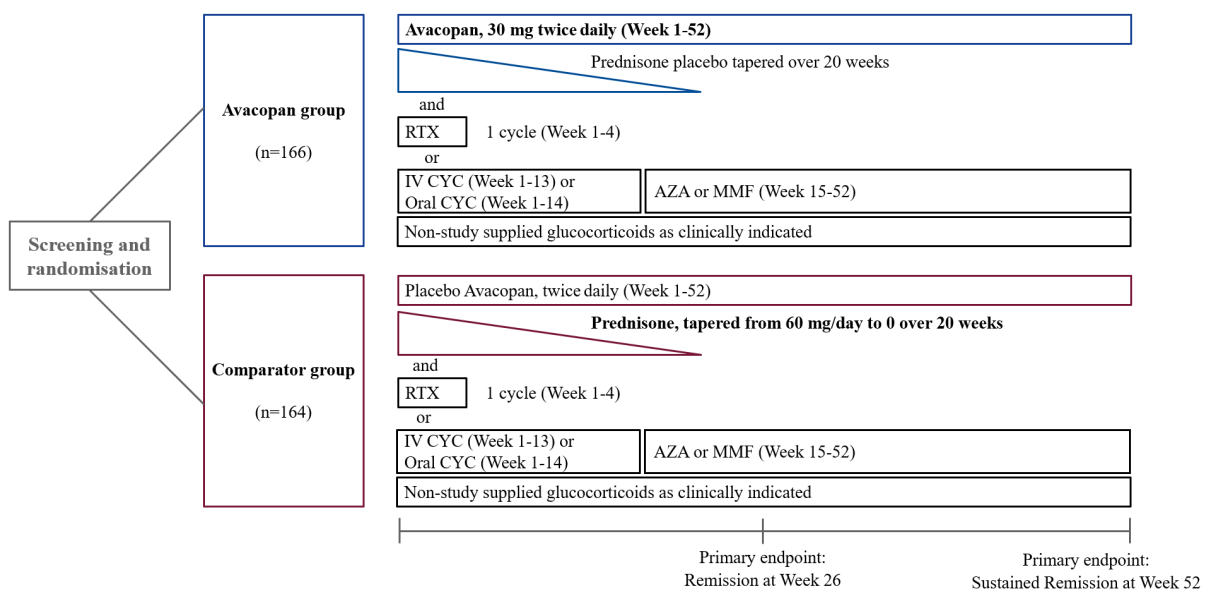 Screening and
randomisation
Avacopan group
(n=166)
Avacopan, 30 mg twice daily (Week 1-52)
Prednisone placebo tapered over 20 weeks
and
RTX
1 cycle (Week 1-4)
or
IV CYC (Week 1-13) or
Oral CYC (Week 1-14)
AZA or MMF (Week 15-52)
Non-study supplied glucocorticoids as clinically indicated
Comparator group
(n=164)
Placebo Avacopan, twice daily (Week 1-52)
Prednisone, tapered from 60 mg/day to 0 over 20 weeks
and
RTX
1 cycle (Week 1-4)
or
IV CYC (Week 1-13) or
Oral CYC (Week 1-14)
AZA or MMF (Week 15-52)
Non-study supplied glucocorticoids as clinically indicated
Primary endpoint:
Remission at Week 26
Primary endpoint:
Sustained Remission at Week 52